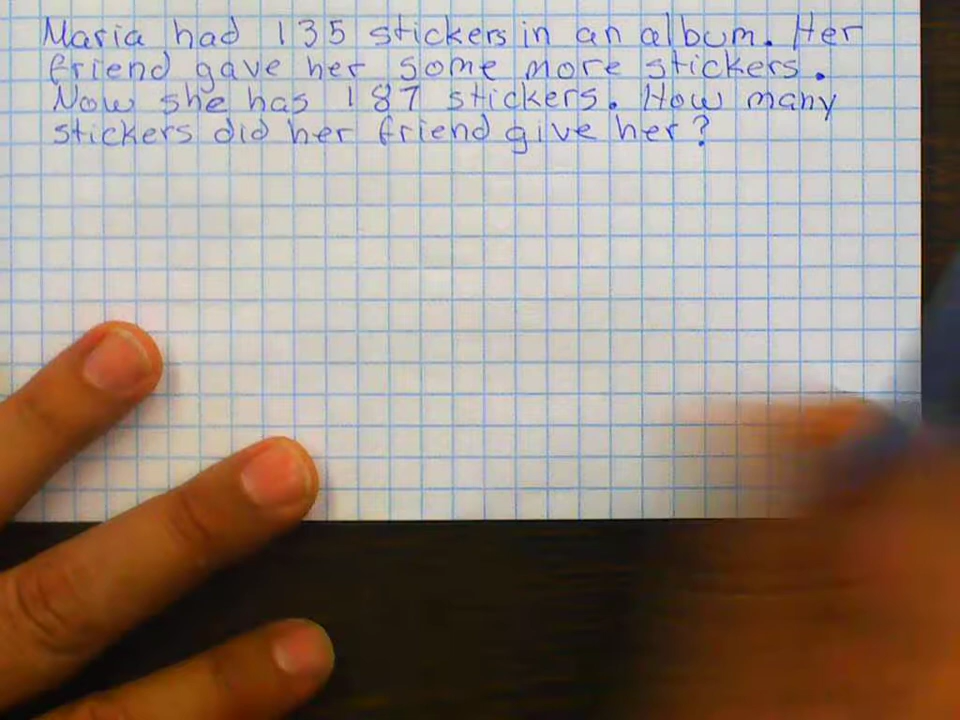 Maria had 135 stickers in an album. Her
friend gave her some more stickers.
Now she has 187 stickers. How many
stickers did her friend give her?